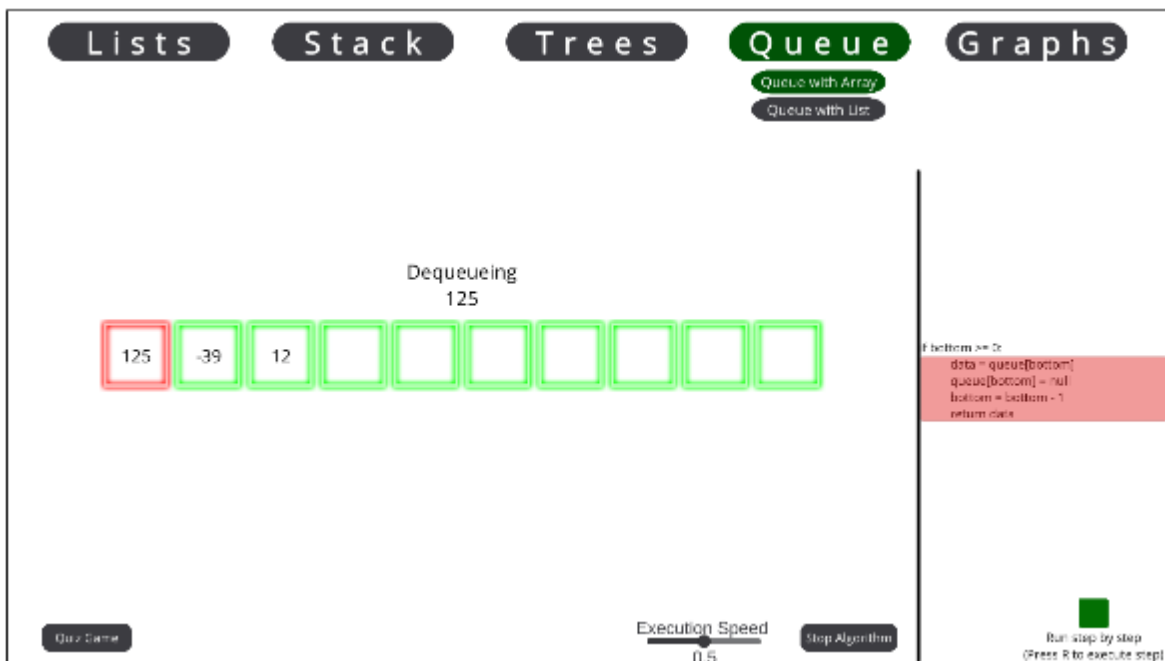 Lists
Stack
Trees
Queue
Graphs
Queue with Array
Queue with List
Dequeueing
125
125
-39
12
if bottom >= 0:
data = queue[bottom]
queue[bottom] = null
bottom = bottom - 1
return data
Quiz Game
Execution Speed
0.5
Stop Algorithm
Run step by step
(Press R to execute step)